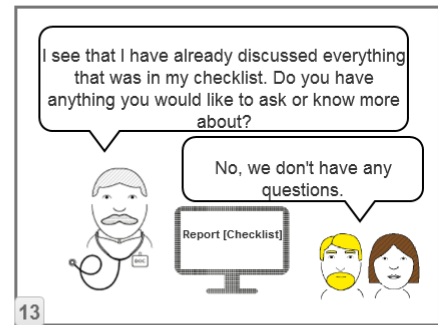 I see that I have already discussed everything
that was in my checklist. Do you have
anything you would like to ask or know more
about?
No, we don't have any
questions.
Report [Checklist]
DOC
13